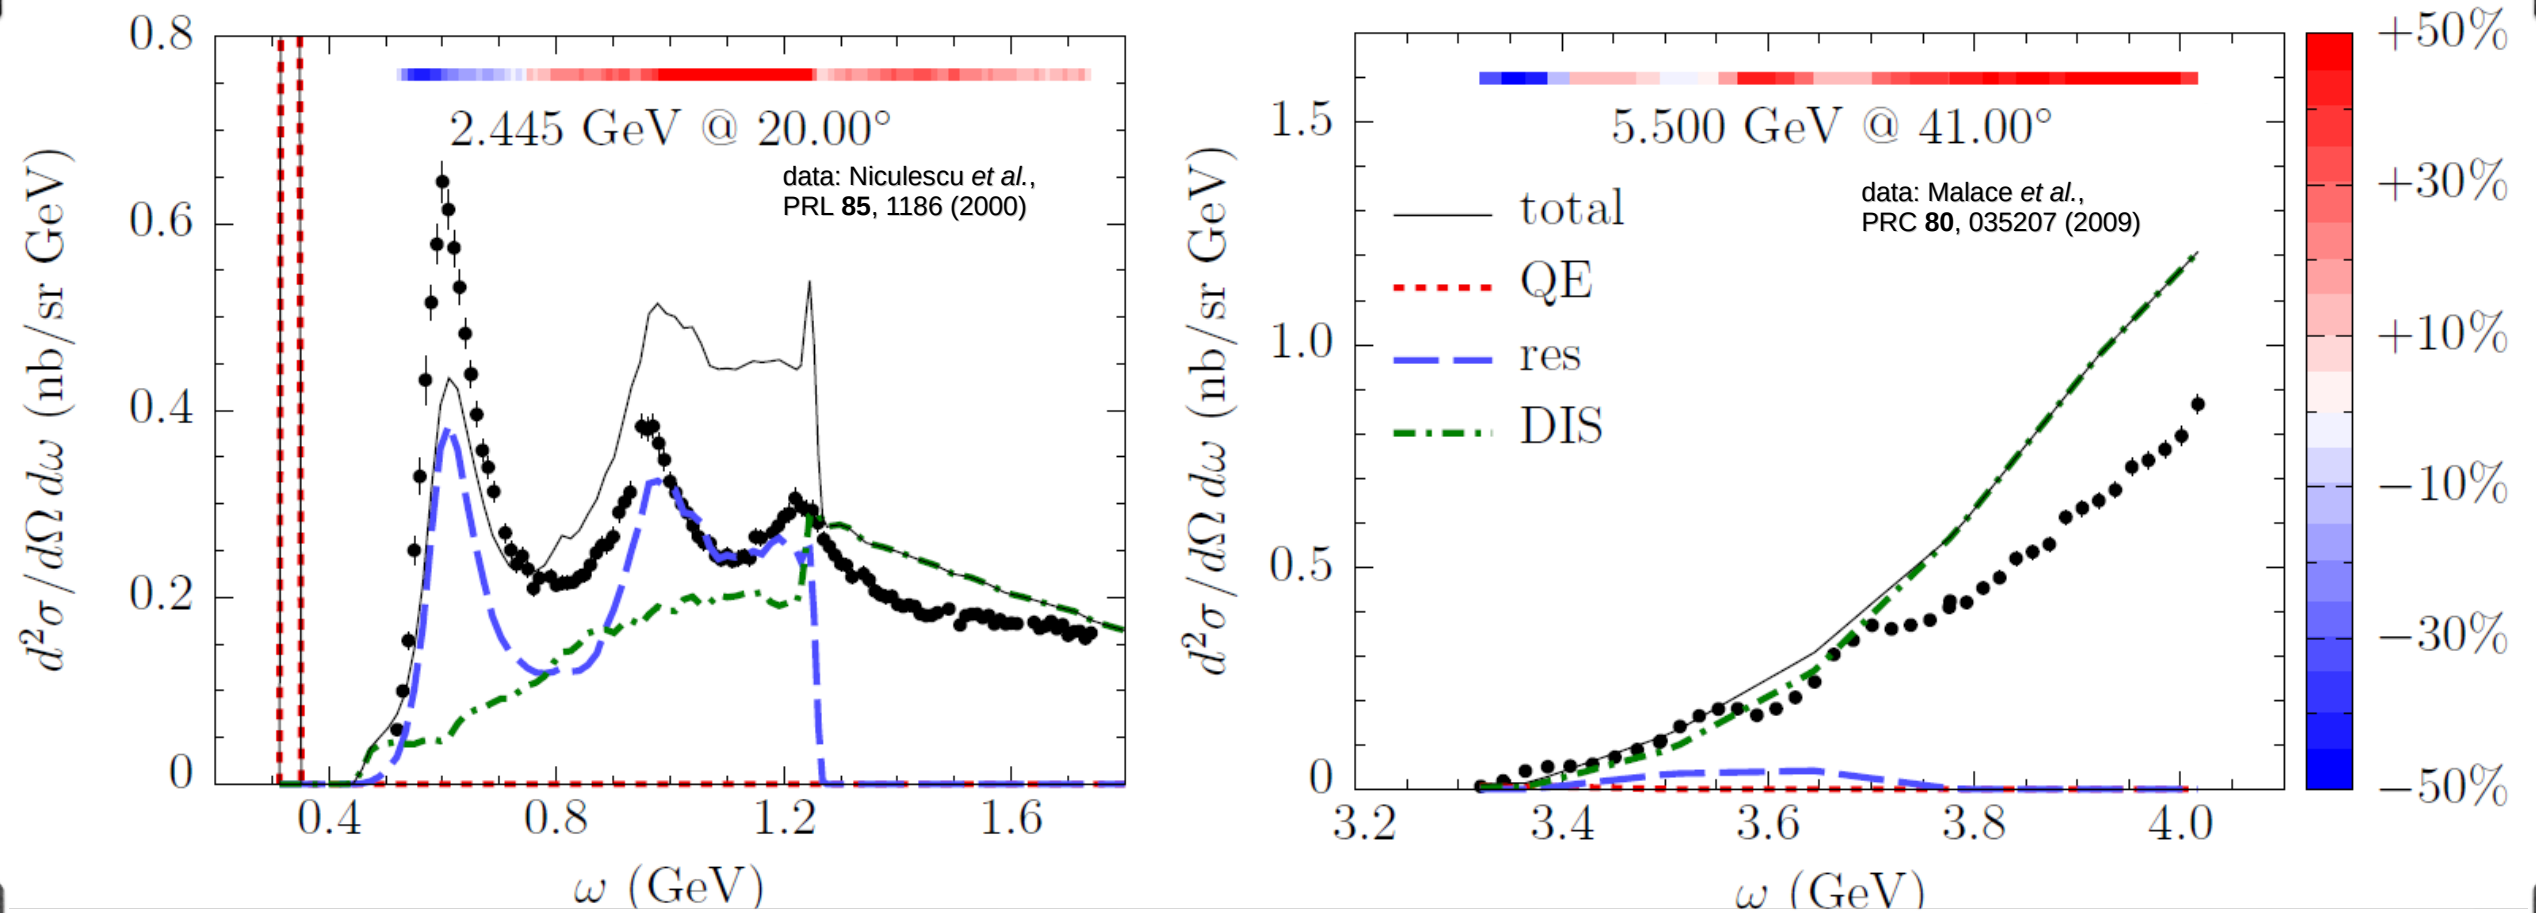 0.8
0.6
0.4
0.2
0
d²σ/dΩ dω (nb/sr GeV)
2.445 GeV @ 20.00°
data: Niculescu et al.,
PRL 85, 1186 (2000)
0.4 0.8 1.2 1.6
ω (GeV)
1.5
1.0
0.5
0
d²σ/dΩ dω (nb/sr GeV)
5.500 GeV @ 41.00°
data: Malace et al.,
PRC 80, 035207 (2009)
total
QE
res
DIS
3.2 3.4 3.6 3.8 4.0
ω (GeV)
+50%
+30%
+10%
−10%
−30%
−50%